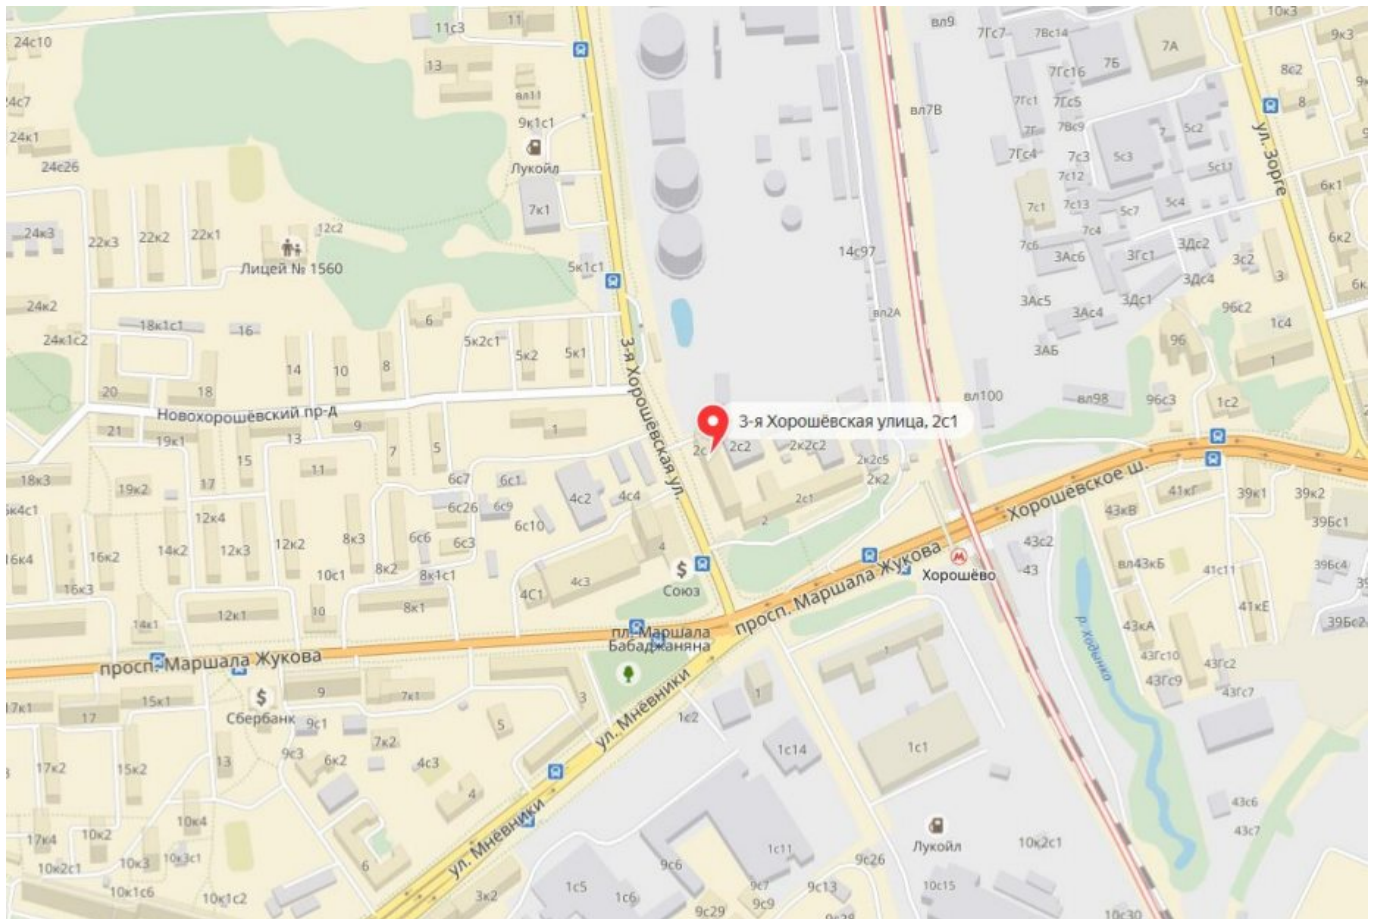 24с10
11с3
11
вл9
7Гс7
7Вс14
7А
10к3
9к3
13
7Б
7Гс16
8с2
24с7
вл11
7Гс1
7Гс5
вл7В
8
9к1с1
24к1
7Г
7Вс9
7
5с2
ул. Зорге
24с26
Лукойл
7Гс4
7с3
5с3
5с11
7с12
6к1
7к1
7с1
7с13
5с7
5с4
24к3
22к3
22к2
22к1
12с2
7с6
7с4
3Дс2
6к2
Лицей № 1560
14с97
3Ас6
3Гс1
3с2
3
5к1с1
3Дс4
24к2
3Ас5
3Дс1
96с2
6
вл2А
3Ас4
1с4
18к1с1
16
24к1с2
5к2с1
5к2
5к1
3АБ
96
1
14
10
8
3-я Хорошёвская ул.
20
18
вл100
вл98
96с3
1с2
Новохорошёвский пр-д
3-я Хорошёвская улица, 2с1
21
19к1
13
9
1
7
5
2с2
2к2с2
2к2с5
2к2
15
11
18к3
19к2
17
6с7
6с1
4с2
4с4
2с1
2
Хорошёвское ш.
41кГ
39к1
39к2
12к4
6с26
6с9
6с10
43кВ
39Бс1
16к4
16к2
14к2
12к3
12к2
8к3
6с6
6с3
4
43с2
16к3
10с1
8к2
8к1с1
4с3
Союз
Хорошёво
43
вл43кБ
41с11
39Бс4
4С1
12к1
10
8к1
14к1
просп. Маршала Жукова
41кЕ
р. Ходынка
43кА
пл. Маршала
Бабаджаняна
просп. Маршала Жукова
1
43Гс10
43Гс2
43Гс9
43Гс7
17к1
17
15к1
9
7к1
3
ул. Мнёвники
1с2
1
Сбербанк
9с1
5
7к2
1с14
1с1
17к2
15к2
13
9с3
6к2
4с3
4
43с6
43с7
17к4
10к2
10к4
10к3
10к3с1
10к2с1
6
ул. Мнёвники
Лукойл
10к2с1
1с11
9с6
9с26
10к1с6
10к1с2
3к2
1с5
1с6
9с7
9с9
9с13
9с29
10с15
10с30